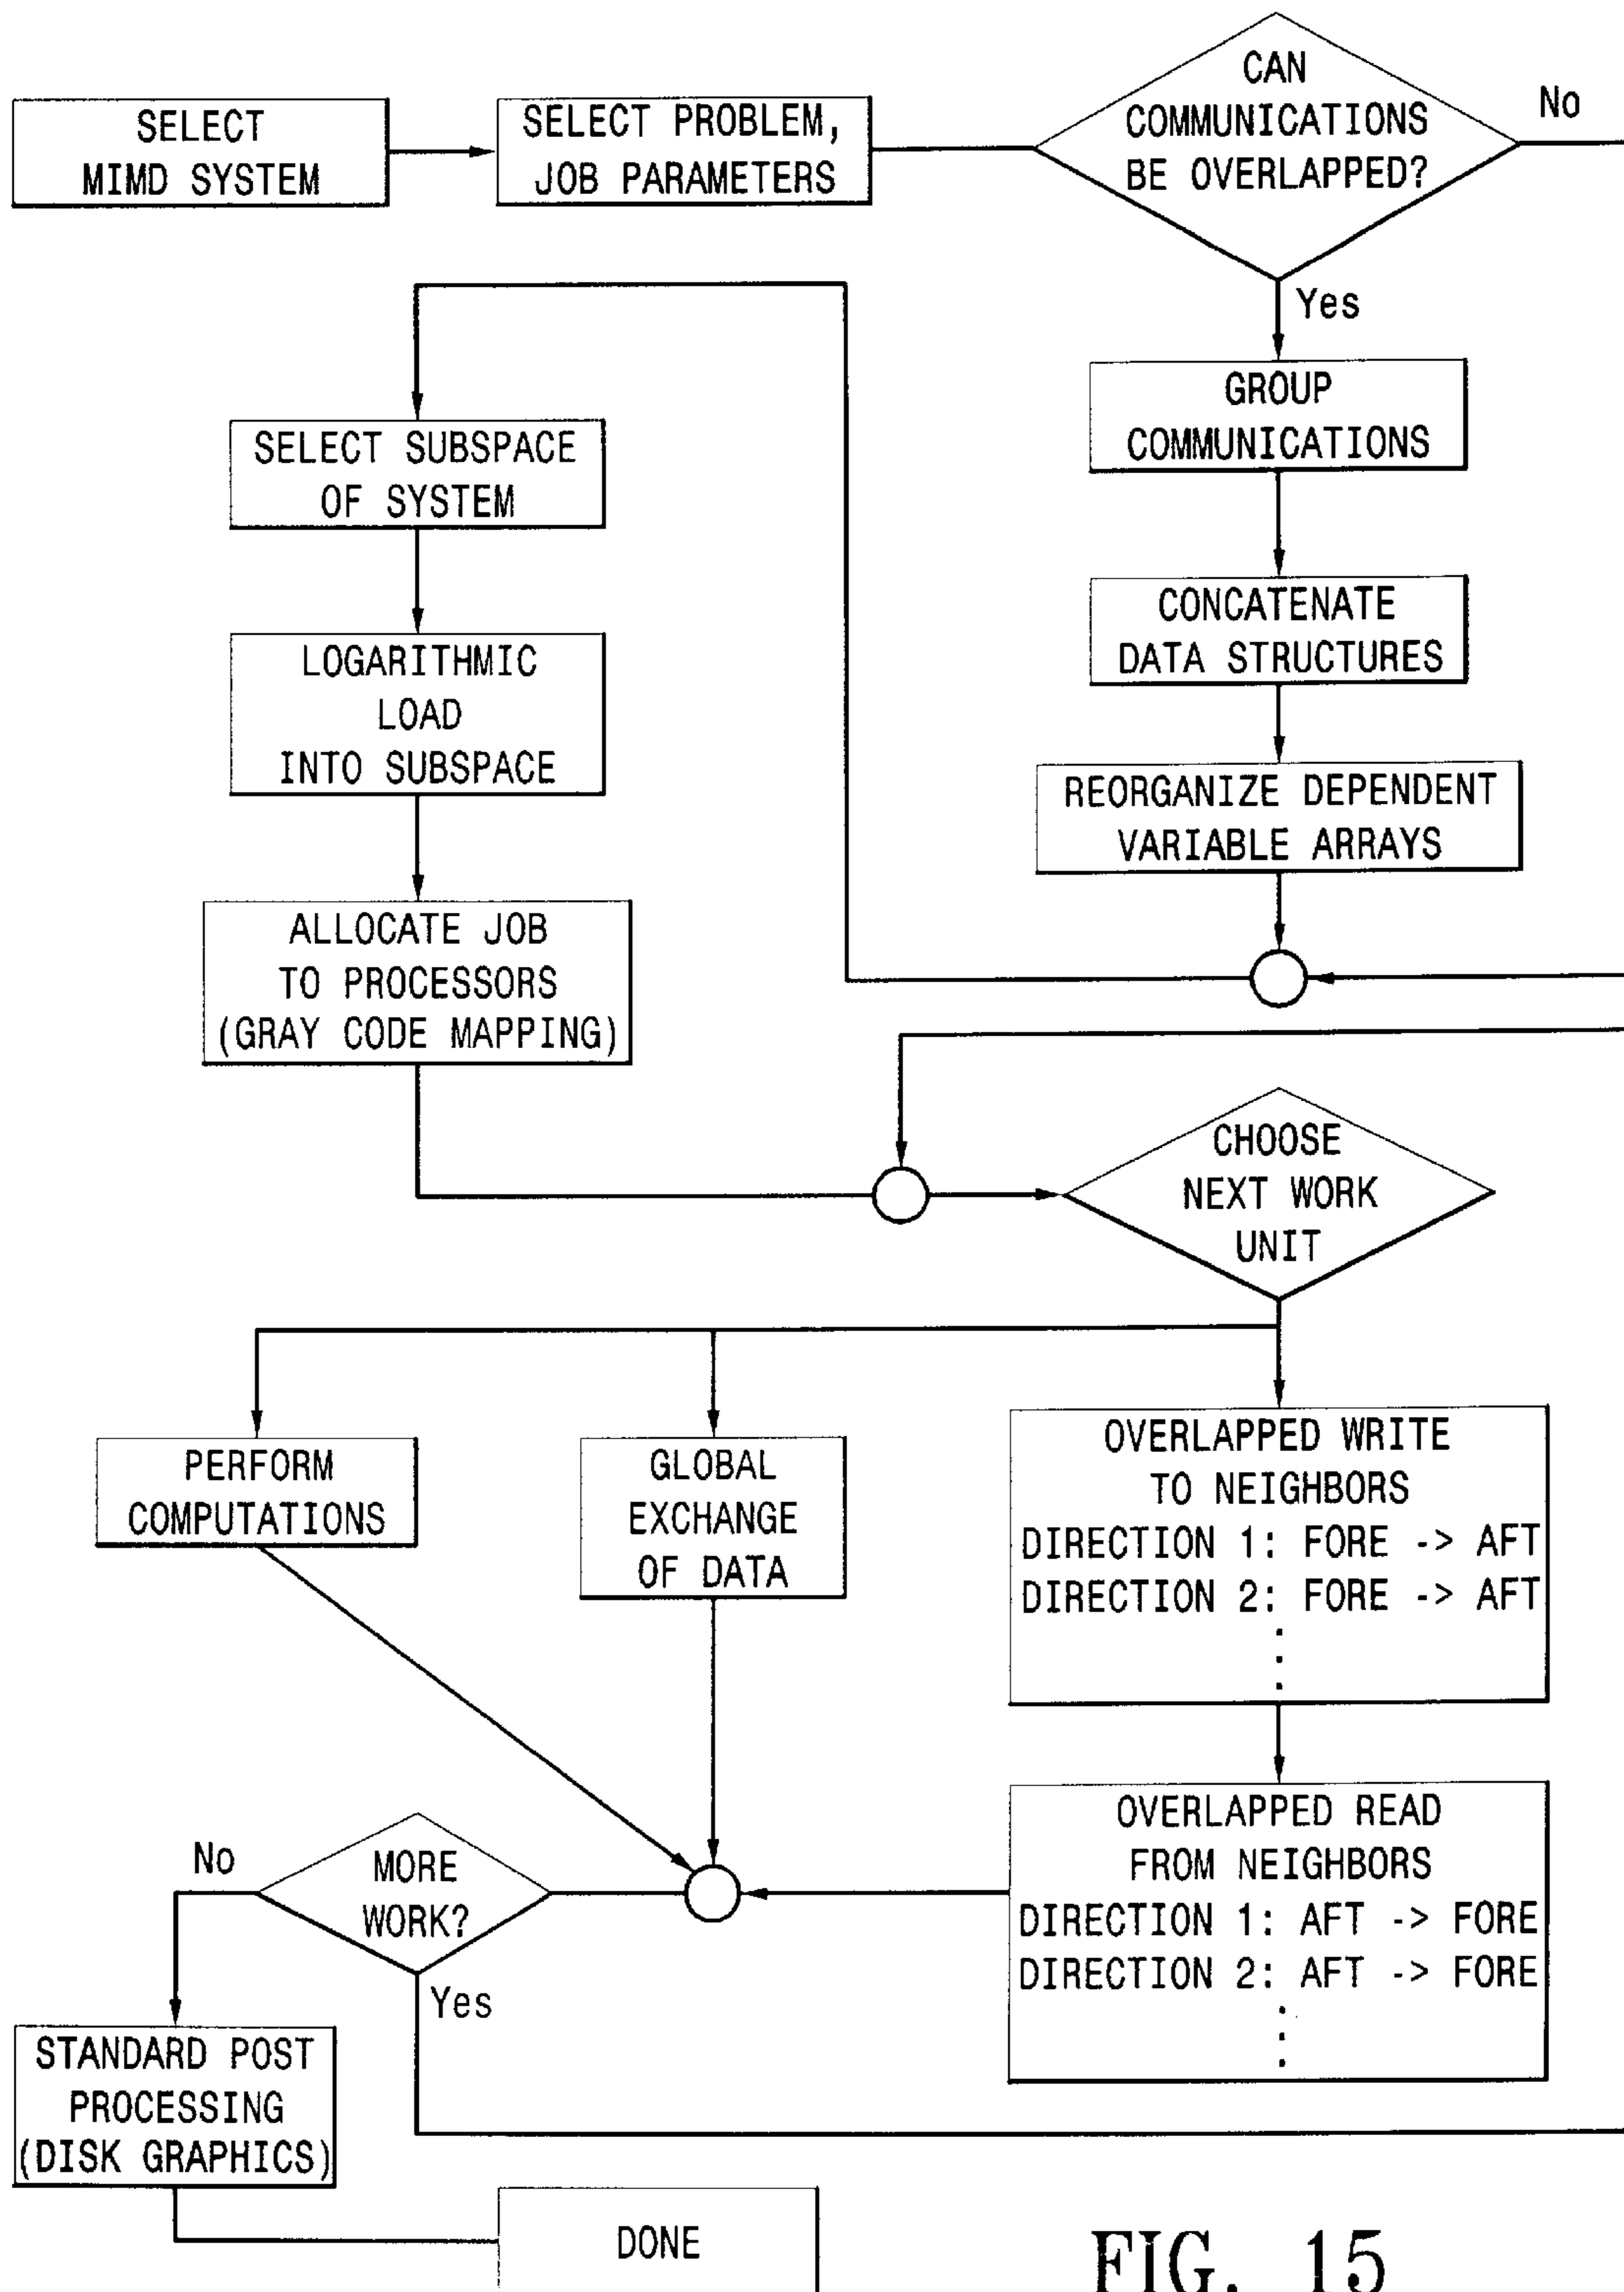 SELECT
MIMD SYSTEM
SELECT PROBLEM,
JOB PARAMETERS
CAN
COMMUNICATIONS
BE OVERLAPPED?
No
Yes
GROUP
COMMUNICATIONS
CONCATENATE
DATA STRUCTURES
REORGANIZE DEPENDENT
VARIABLE ARRAYS
SELECT SUBSPACE
OF SYSTEM
LOGARITHMIC
LOAD
INTO SUBSPACE
ALLOCATE JOB
TO PROCESSORS
(GRAY CODE MAPPING)
CHOOSE
NEXT WORK
UNIT
PERFORM
COMPUTATIONS
GLOBAL
EXCHANGE
OF DATA
OVERLAPPED WRITE
TO NEIGHBORS
DIRECTION 1: FORE -> AFT
DIRECTION 2: FORE -> AFT
.
.
.
OVERLAPPED READ
FROM NEIGHBORS
DIRECTION 1: AFT -> FORE
DIRECTION 2: AFT -> FORE
.
.
.
MORE
WORK?
No
Yes
STANDARD POST
PROCESSING
(DISK GRAPHICS)
DONE
FIG. 15